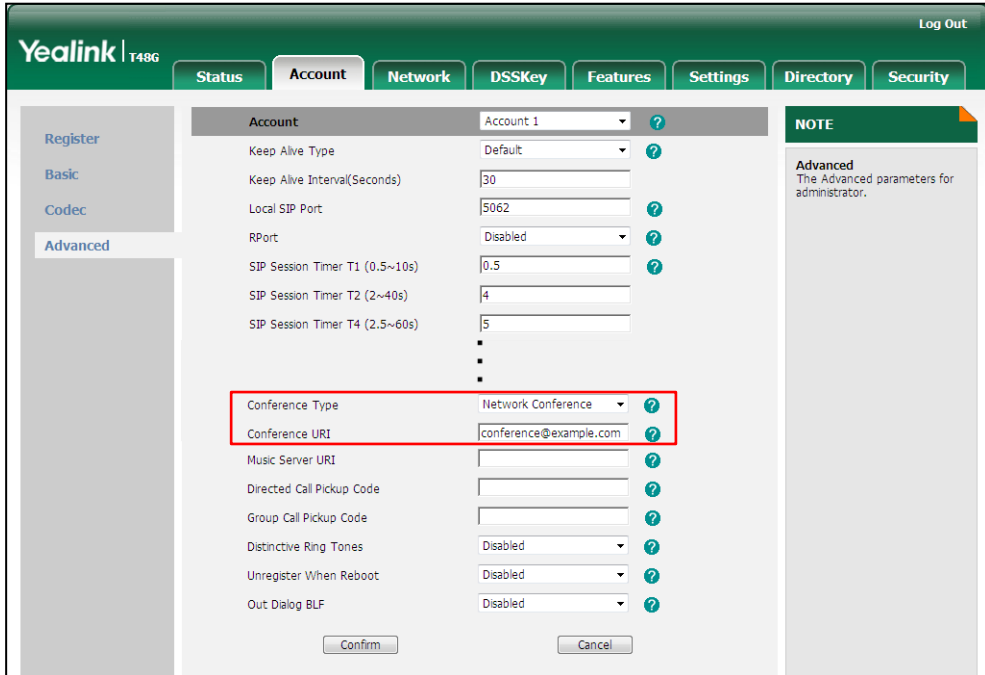 Log Out
Yealink T48G
Status Account Network DSSKey Features Settings Directory Security
Register
Basic
Codec
Advanced
Account Account 1 ?
Keep Alive Type Default ?
Keep Alive Interval(Seconds) 30
Local SIP Port 5062 ?
RPort Disabled ?
SIP Session Timer T1 (0.5~10s) 0.5 ?
SIP Session Timer T2 (2~40s) 4
SIP Session Timer T4 (2.5~60s) 5
Conference Type Network Conference ?
Conference URI conference@example.com ?
Music Server URI ?
Directed Call Pickup Code ?
Group Call Pickup Code ?
Distinctive Ring Tones Disabled ?
Unregister When Reboot Disabled ?
Out Dialog BLF Disabled ?
Confirm Cancel
NOTE
Advanced
The Advanced parameters for
administrator.